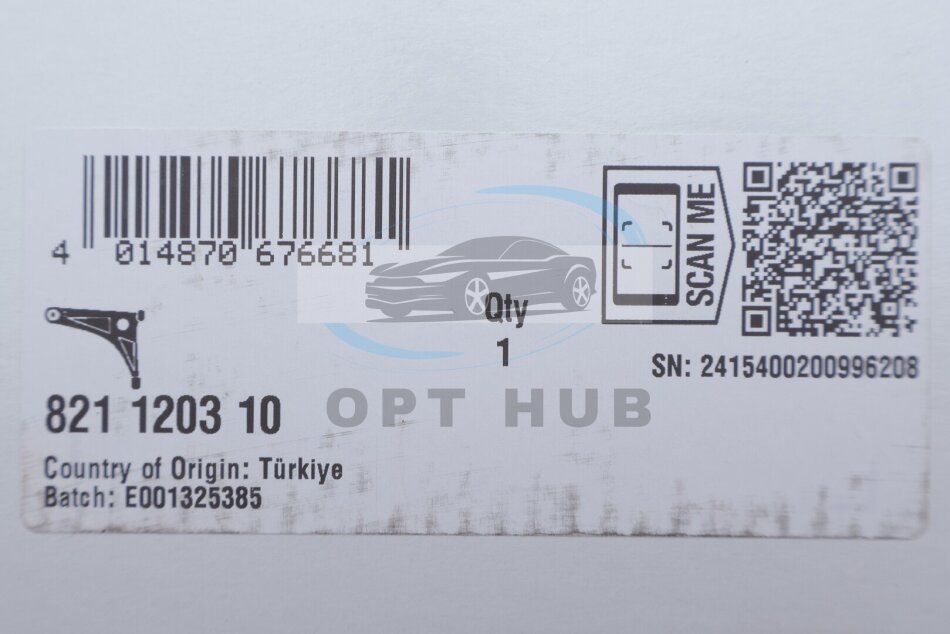 4 014870 676681
SCAN ME
Qty
1
SN: 2415400200996208
OPT HUB
821 1203 10
Country of Origin: Türkiye
Batch: E001325385